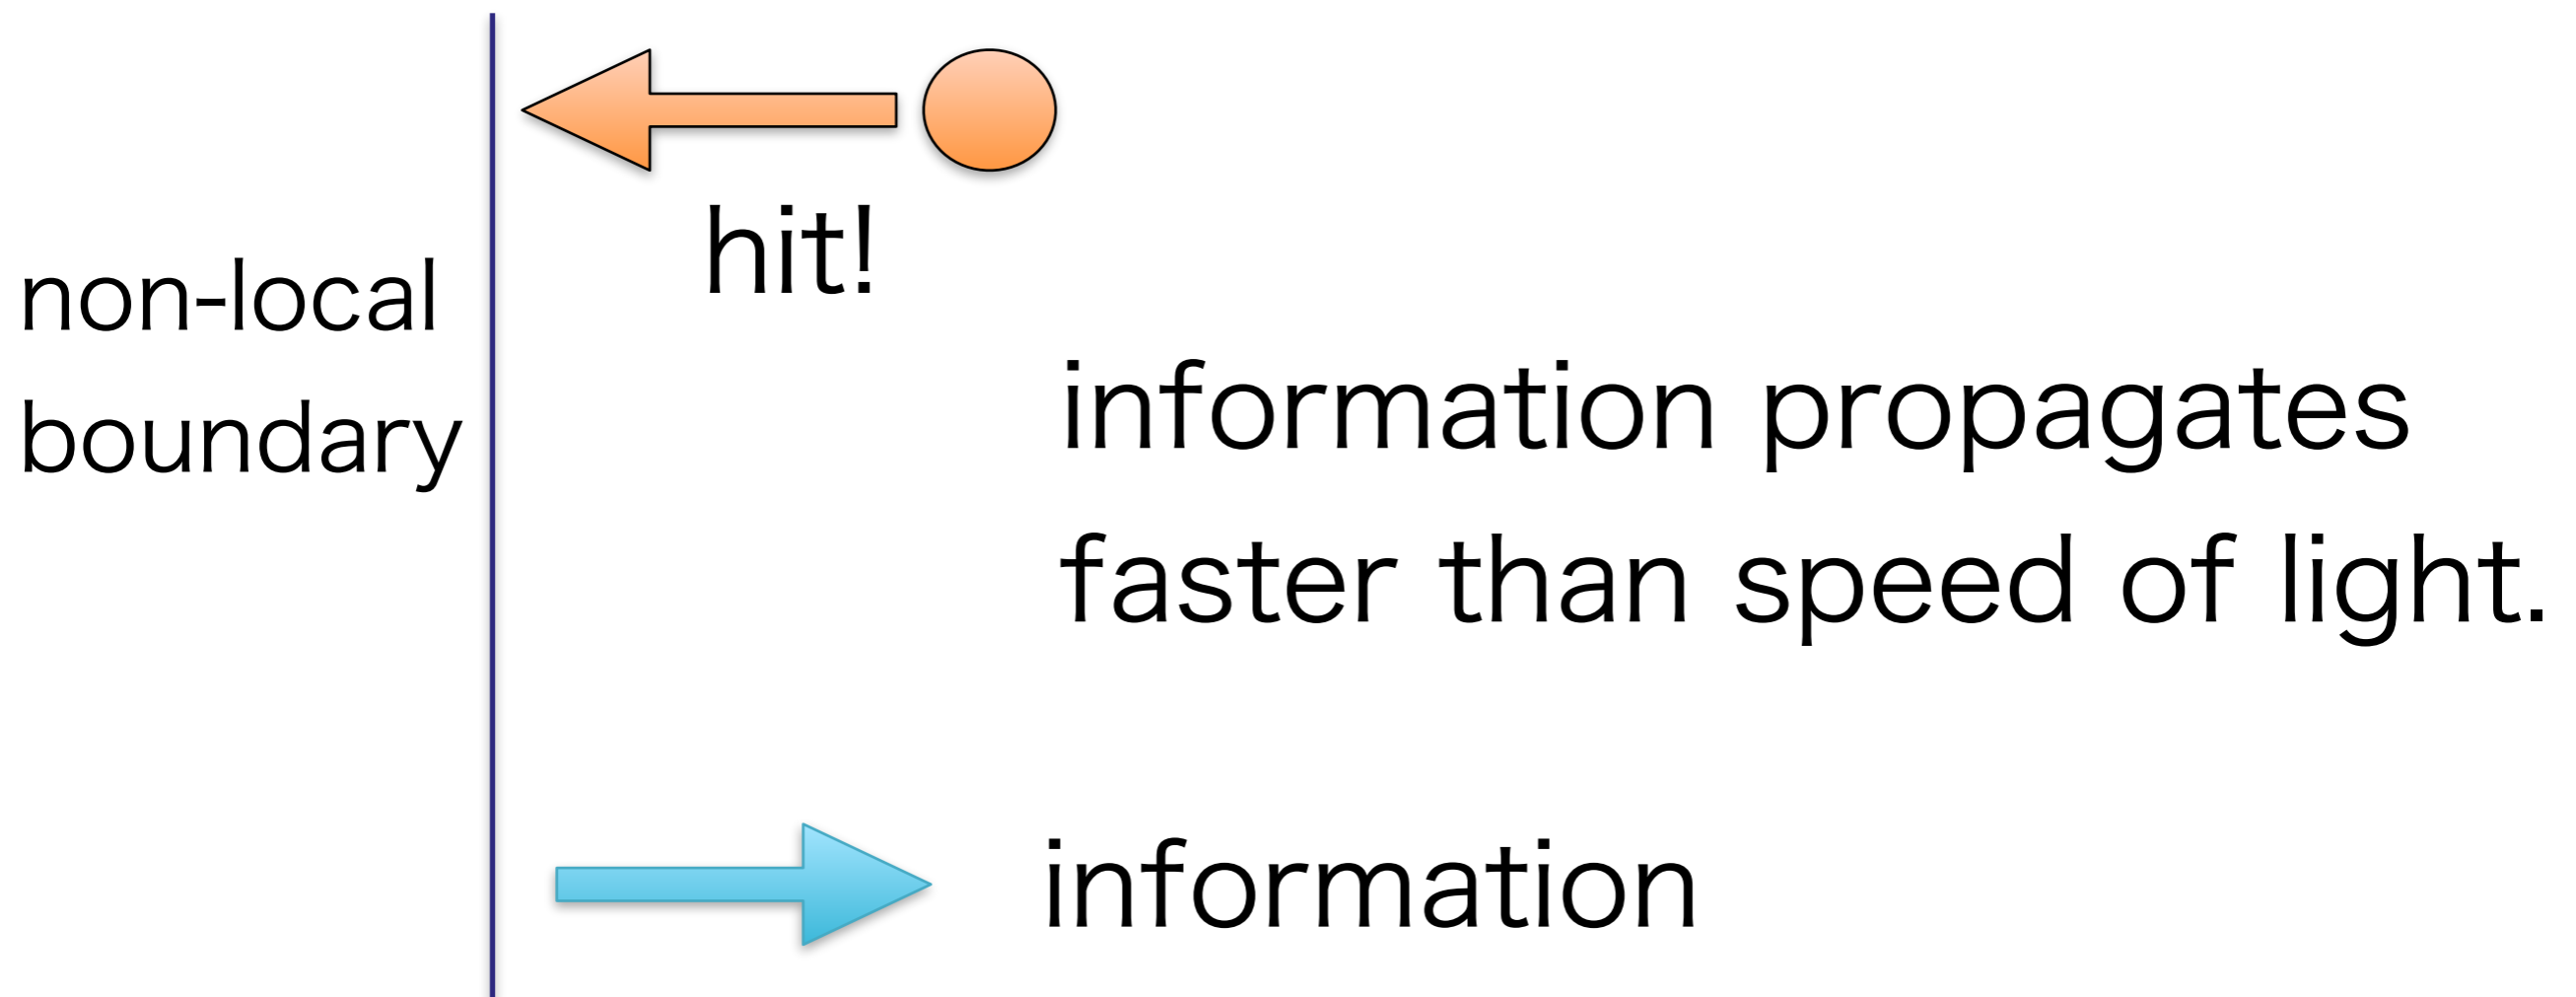 hit!
non-local
boundary
information propagates
faster than speed of light.
information